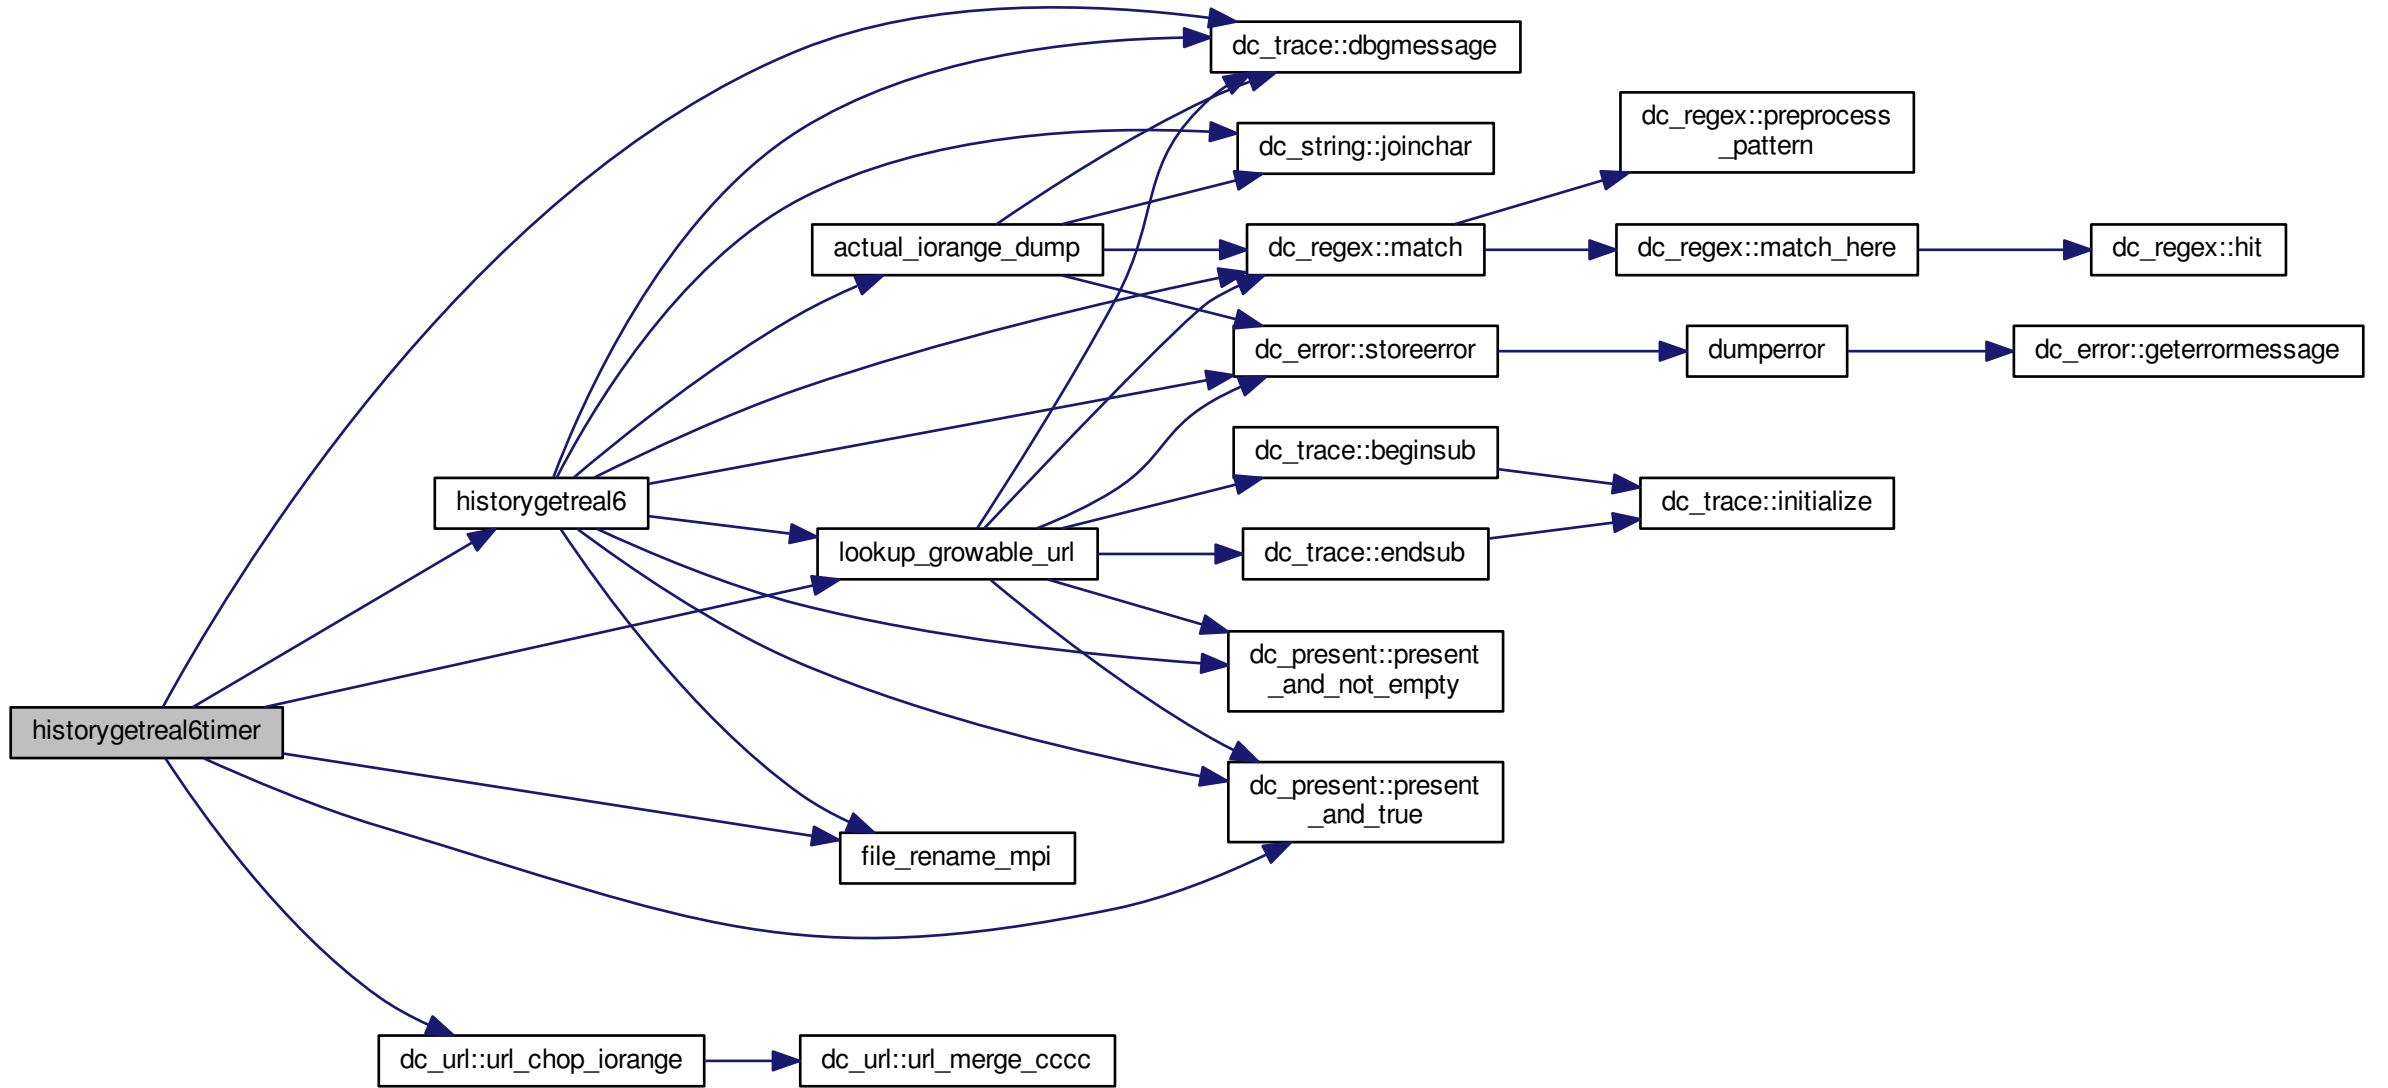 dc_trace::dbgmessage
dc_regex::preprocess
_pattern
dc_string::joinchar
actual_iorange_dump
dc_regex::match
dc_regex::match_here
dc_regex::hit
dc_error::storeerror
dumperror
dc_error::geterrormessage
dc_trace::beginsub
historygetreal6
dc_trace::initialize
lookup_growable_url
dc_trace::endsub
dc_present::present
_and_not_empty
historygetreal6timer
dc_present::present
_and_true
file_rename_mpi
dc_url::url_chop_iorange
dc_url::url_merge_cccc